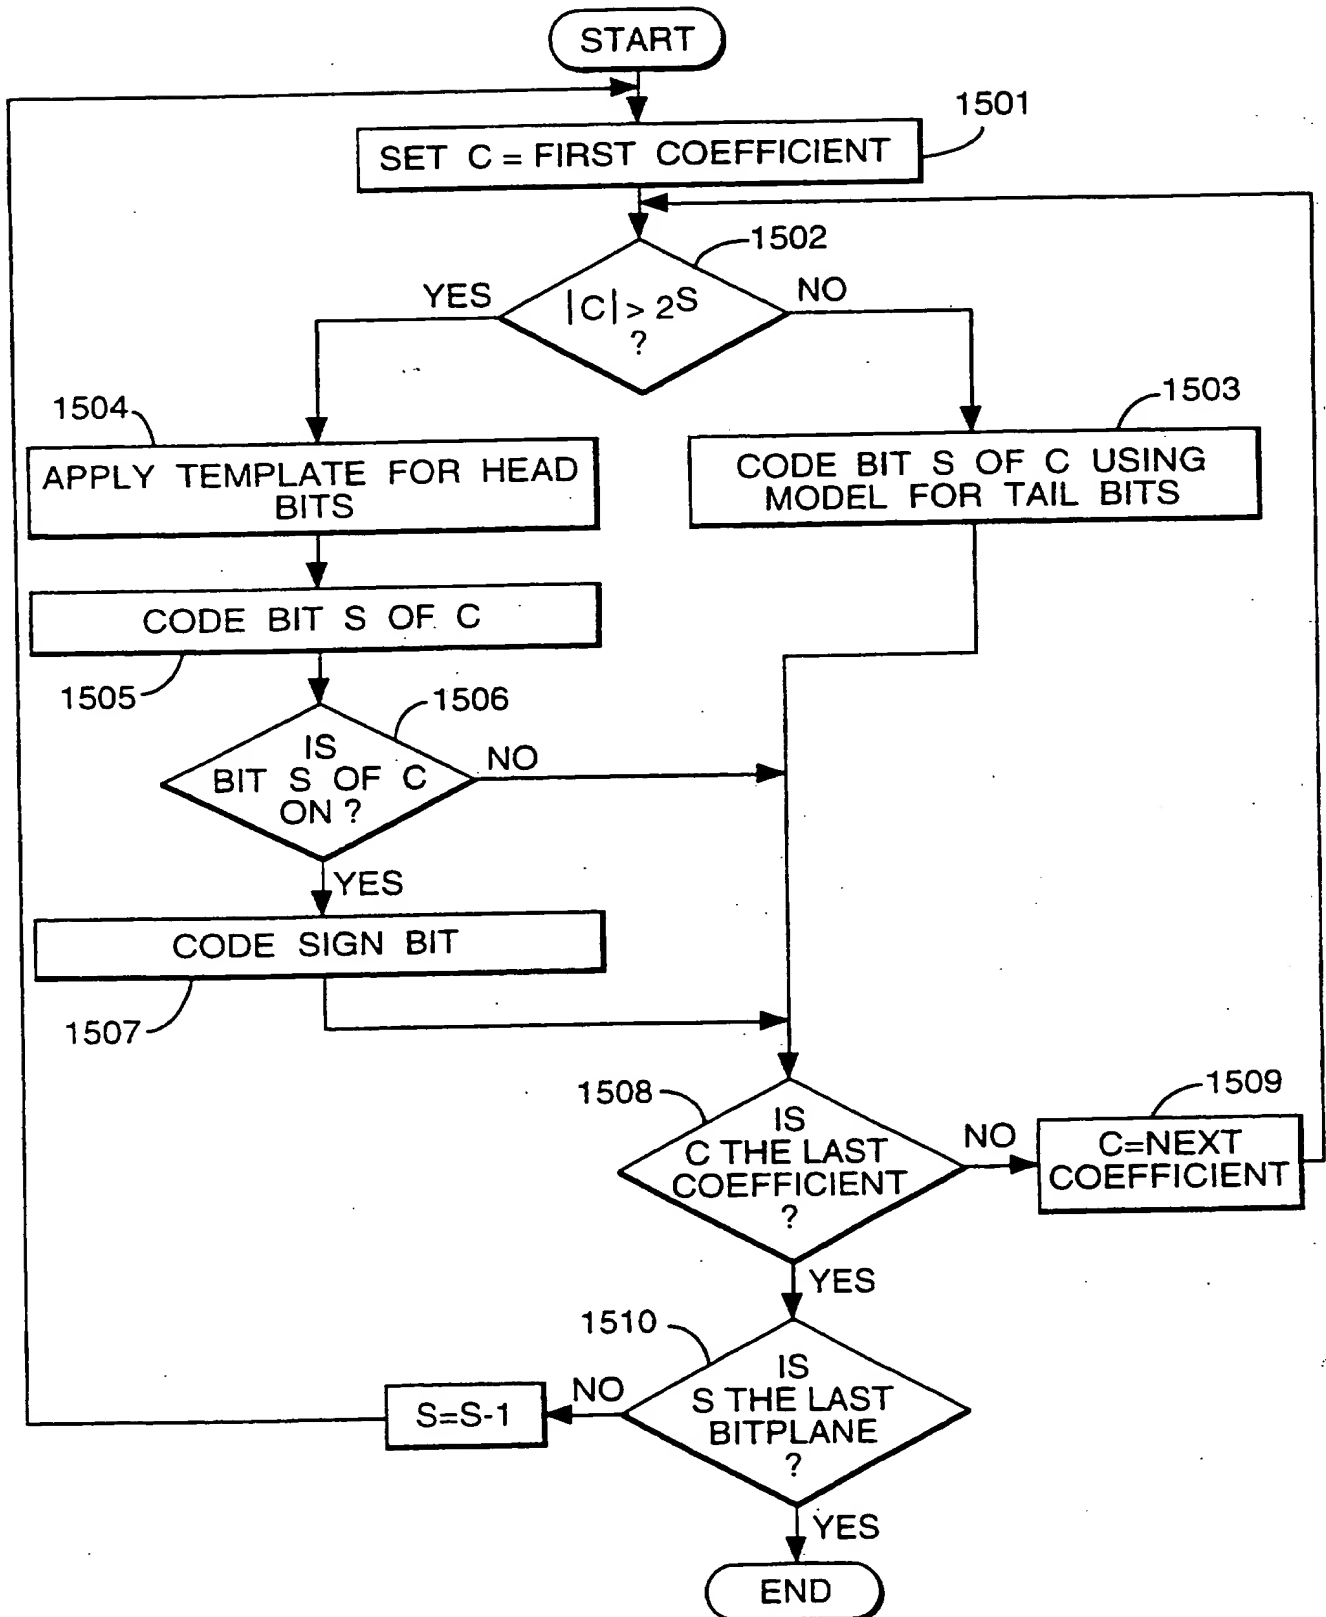 START
1501
SET C = FIRST COEFFICIENT
1502
YES
|C| > 2^S
?
NO
1504
APPLY TEMPLATE FOR HEAD
BITS
1503
CODE BIT S OF C USING
MODEL FOR TAIL BITS
CODE BIT S OF C
1505
1506
IS
BIT S OF C
ON ?
NO
YES
CODE SIGN BIT
1507
1508
IS
C THE LAST
COEFFICIENT
?
NO
1509
C=NEXT
COEFFICIENT
YES
1510
IS
S THE LAST
BITPLANE
?
NO
S=S-1
YES
END